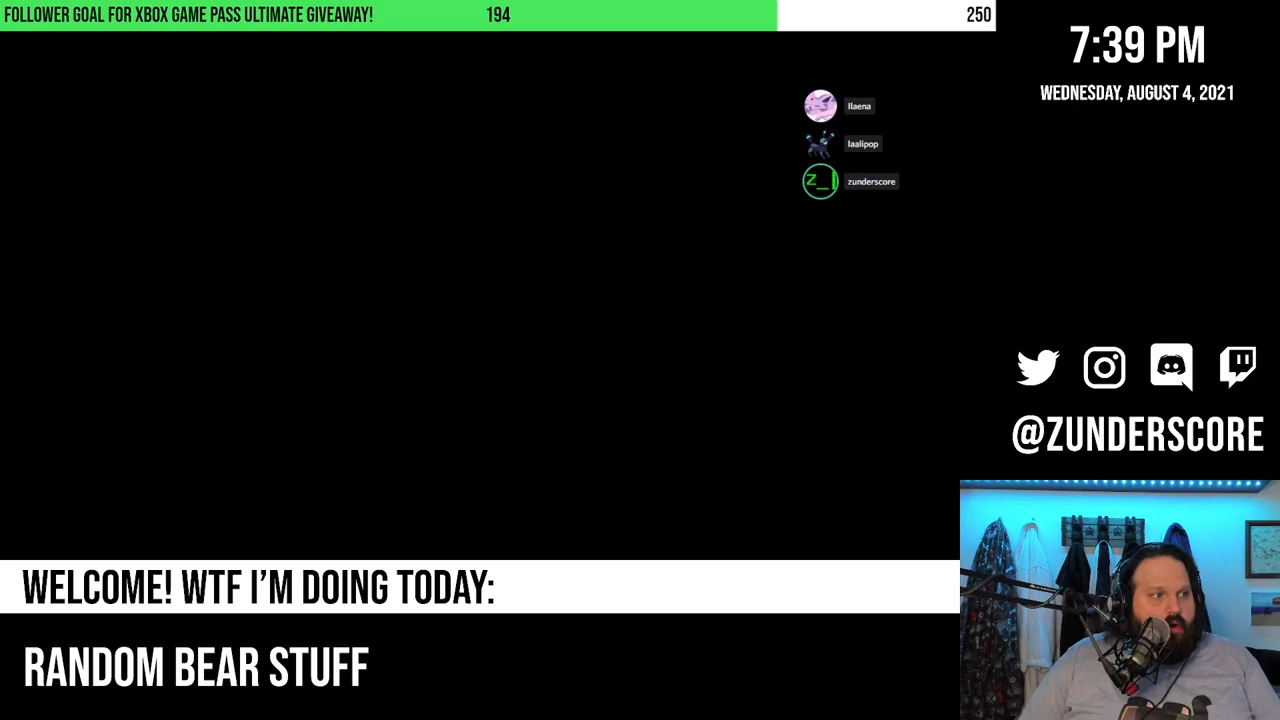 FOLLOWER GOAL FOR XBOX GAME PASS ULTIMATE GIVEAWAY! 194 250
7:39 PM
WEDNESDAY, AUGUST 4, 2021
llaena
laalipop
Z_
zunderscore
@ZUNDERSCORE
WELCOME! WTF I'M DOING TODAY:
RANDOM BEAR STUFF